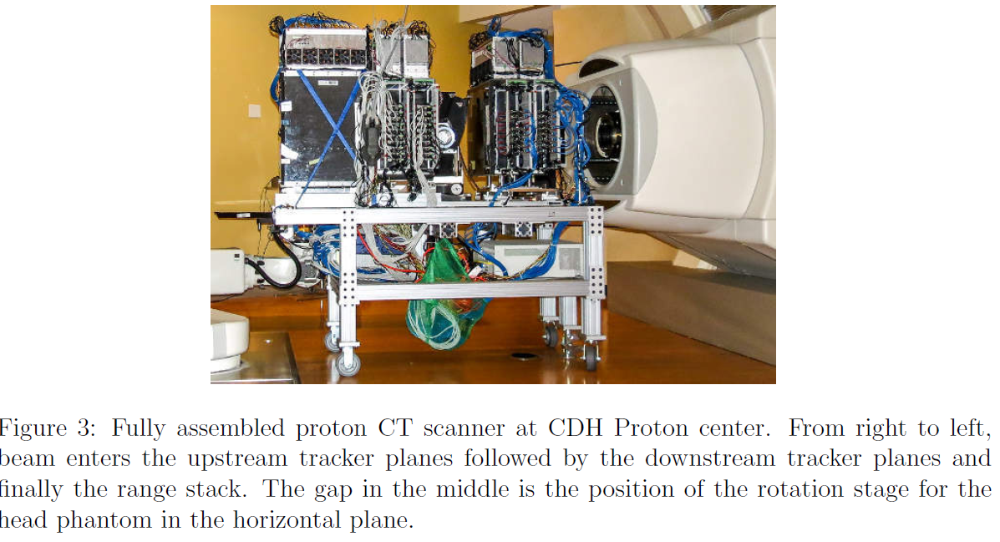 Figure 3: Fully assembled proton CT scanner at CDH Proton center. From right to left,
beam enters the upstream tracker planes followed by the downstream tracker planes and
finally the range stack. The gap in the middle is the position of the rotation stage for the
head phantom in the horizontal plane.